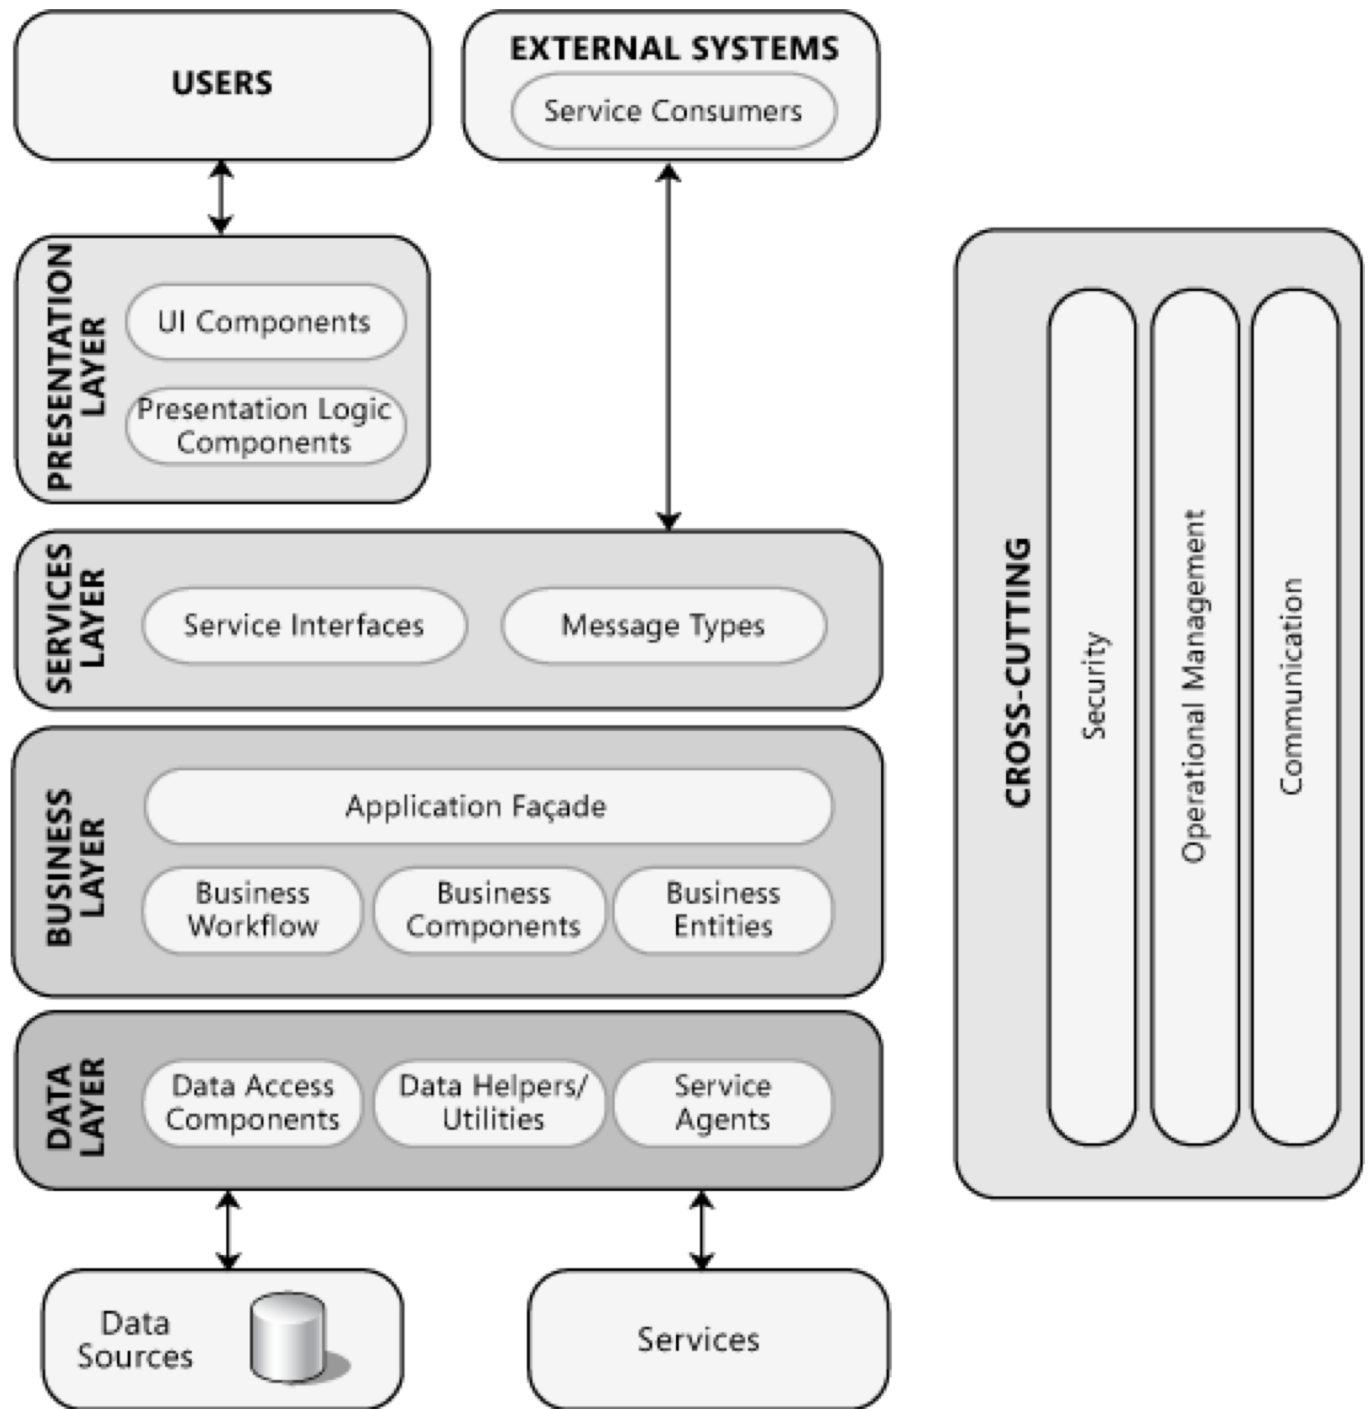 USERS
EXTERNAL SYSTEMS
Service Consumers
PRESENTATION
LAYER
UI Components
Presentation Logic
Components
SERVICES
LAYER
Service Interfaces
Message Types
BUSINESS
LAYER
Application Façade
Business
Workflow
Business
Components
Business
Entities
DATA
LAYER
Data Access
Components
Data Helpers/
Utilities
Service
Agents
Data
Sources
Services
CROSS-CUTTING
Security
Operational Management
Communication